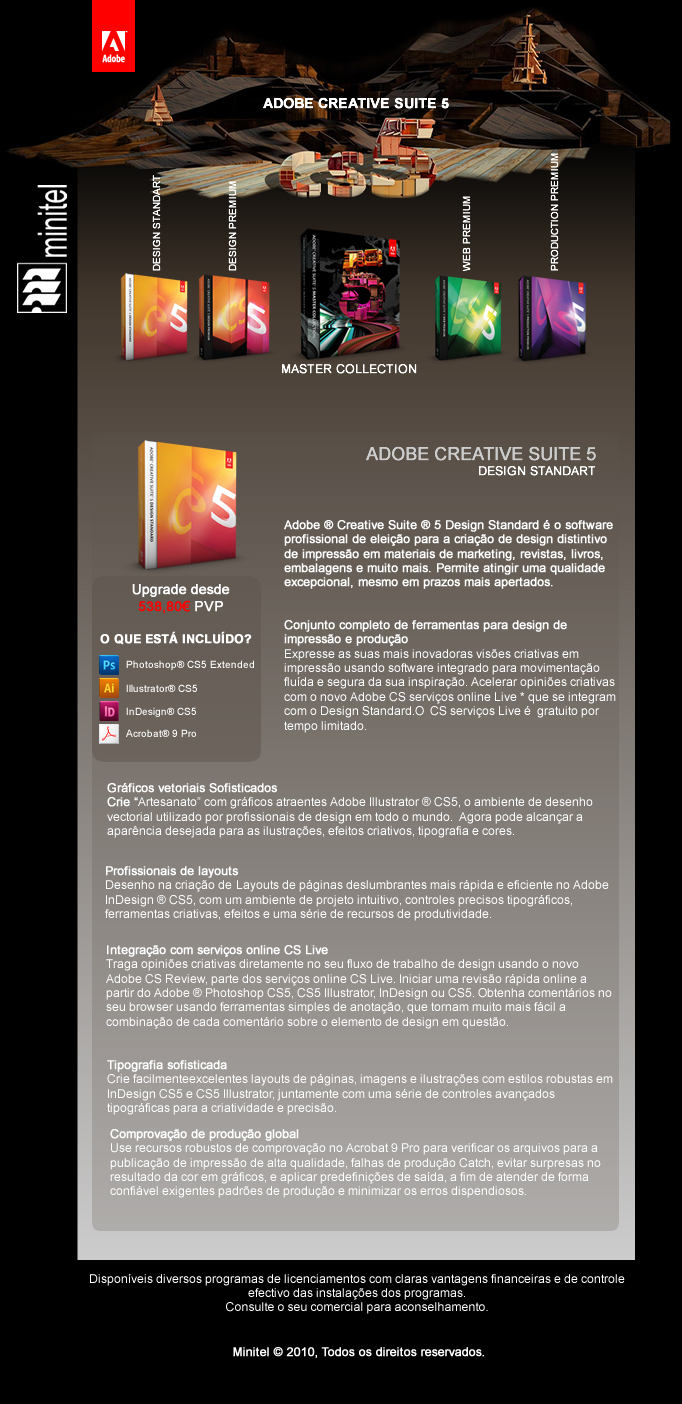 Adobe
ADOBE CREATIVE SUITE 5
minitel
DESIGN STANDART
DESIGN PREMIUM
WEB PREMIUM
PRODUCTION PREMIUM
MASTER COLLECTION
ADOBE CREATIVE SUITE 5
DESIGN STANDART
ADOBE® CREATIVE SUITE® 5 DESIGN STANDARD
Adobe ® Creative Suite ® 5 Design Standard é o software
profissional de eleição para a criação de design distintivo
de impressão em materiais de marketing, revistas, livros,
embalagens e muito mais. Permite atingir uma qualidade
excepcional, mesmo em prazos mais apertados.
Upgrade desde
538,80€ PVP
O QUE ESTÁ INCLUÍDO?
Ps Photoshop® CS5 Extended
Ai Illustrator® CS5
ID InDesign® CS5
Acrobat® 9 Pro
Conjunto completo de ferramentas para design de
impressão e produção
Expresse as suas mais inovadoras visões criativas em
impressão usando software integrado para movimentação
fluída e segura da sua inspiração. Acelerar opiniões criativas
com o novo Adobe CS serviços online Live * que se integram
com o Design Standard.O  CS serviços Live é  gratuito por
tempo limitado.
Gráficos vetoriais Sofisticados
Crie “Artesanato” com gráficos atraentes Adobe Illustrator ® CS5, o ambiente de desenho
vectorial utilizado por profissionais de design em todo o mundo.  Agora pode alcançar a
aparência desejada para as ilustrações, efeitos criativos, tipografia e cores.
Profissionais de layouts
Desenho na criação de Layouts de páginas deslumbrantes mais rápida e eficiente no Adobe
InDesign ® CS5, com um ambiente de projeto intuitivo, controles precisos tipográficos,
ferramentas criativas, efeitos e uma série de recursos de produtividade.
Integração com serviços online CS Live
Traga opiniões criativas diretamente no seu fluxo de trabalho de design usando o novo
Adobe CS Review, parte dos serviços online CS Live. Iniciar uma revisão rápida online a
partir do Adobe ® Photoshop CS5, CS5 Illustrator, InDesign ou CS5. Obtenha comentários no
seu browser usando ferramentas simples de anotação, que tornam muito mais fácil a
combinação de cada comentário sobre o elemento de design em questão.
Tipografia sofisticada
Crie facilmenteexcelentes layouts de páginas, imagens e ilustrações com estilos robustas em
InDesign CS5 e CS5 Illustrator, juntamente com uma série de controles avançados
tipográficas para a criatividade e precisão.
Comprovação de produção global
Use recursos robustos de comprovação no Acrobat 9 Pro para verificar os arquivos para a
publicação de impressão de alta qualidade, falhas de produção Catch, evitar surpresas no
resultado da cor em gráficos, e aplicar predefinições de saída, a fim de atender de forma
confiável exigentes padrões de produção e minimizar os erros dispendiosos.
Disponíveis diversos programas de licenciamentos com claras vantagens financeiras e de controle
efectivo das instalações dos programas.
Consulte o seu comercial para aconselhamento.
Minitel © 2010, Todos os direitos reservados.